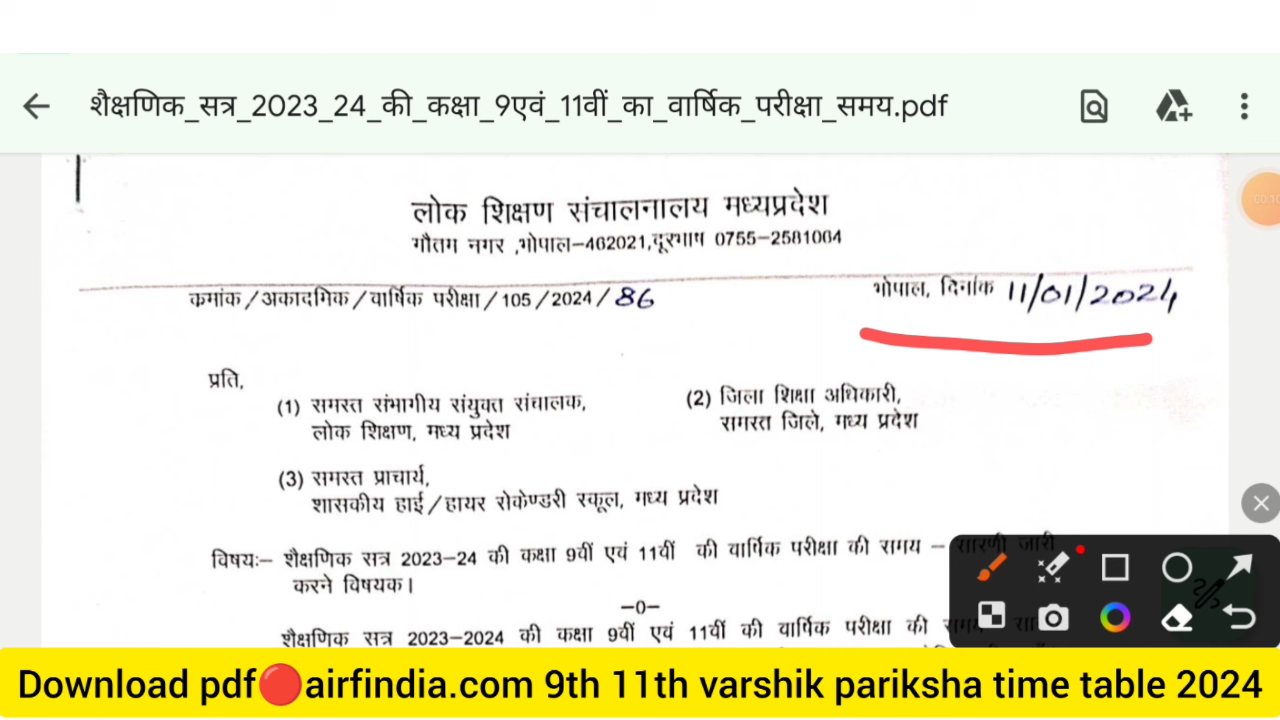 शैक्षणिक_सत्र_2023_24_की_कक्षा_9एवं_11वीं_का_वार्षिक_परीक्षा_समय.pdf
लोक शिक्षण संचालनालय मध्यप्रदेश
गौतम नगर ,भोपाल-462021,दूरभाष 0755-2581064
कमांक/अकादमिक/वार्षिक परीक्षा/105/2024/86
भोपाल, दिनांक 11/01/2024
प्रति,
(1) समस्त संभागीय संयुक्त संचालक,
लोक शिक्षण, मध्य प्रदेश
(2) जिला शिक्षा अधिकारी,
समस्त जिले, मध्य प्रदेश
(3) समस्त प्राचार्य,
शासकीय हाई/हायर सेकेण्डरी स्कूल, मध्य प्रदेश
विषयः- शैक्षणिक सत्र 2023-24 की कक्षा 9वीं एवं 11वीं की वार्षिक परीक्षा की समय - सारणी जारी
करने विषयक।
-0-
शैक्षणिक सत्र 2023-2024 की कक्षा 9वीं एवं 11वीं की वार्षिक परीक्षा की
Download pdf🔴airfindia.com 9th 11th varshik pariksha time table 2024